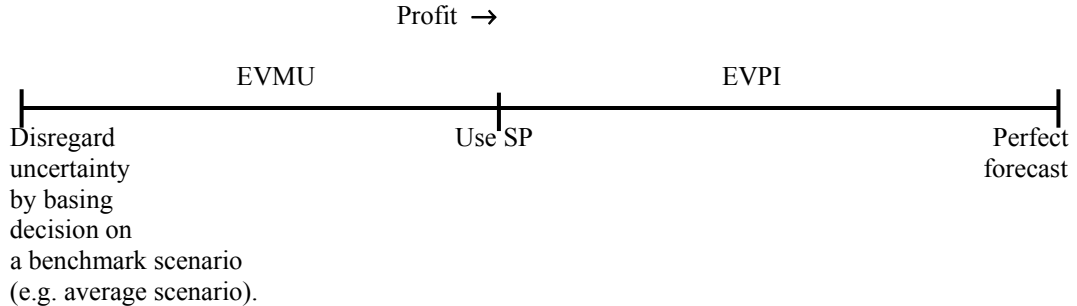 Profit →
EVMU EVPI
Disregard Use SP Perfect
uncertainty forecast
by basing
decision on
a benchmark scenario
(e.g. average scenario).